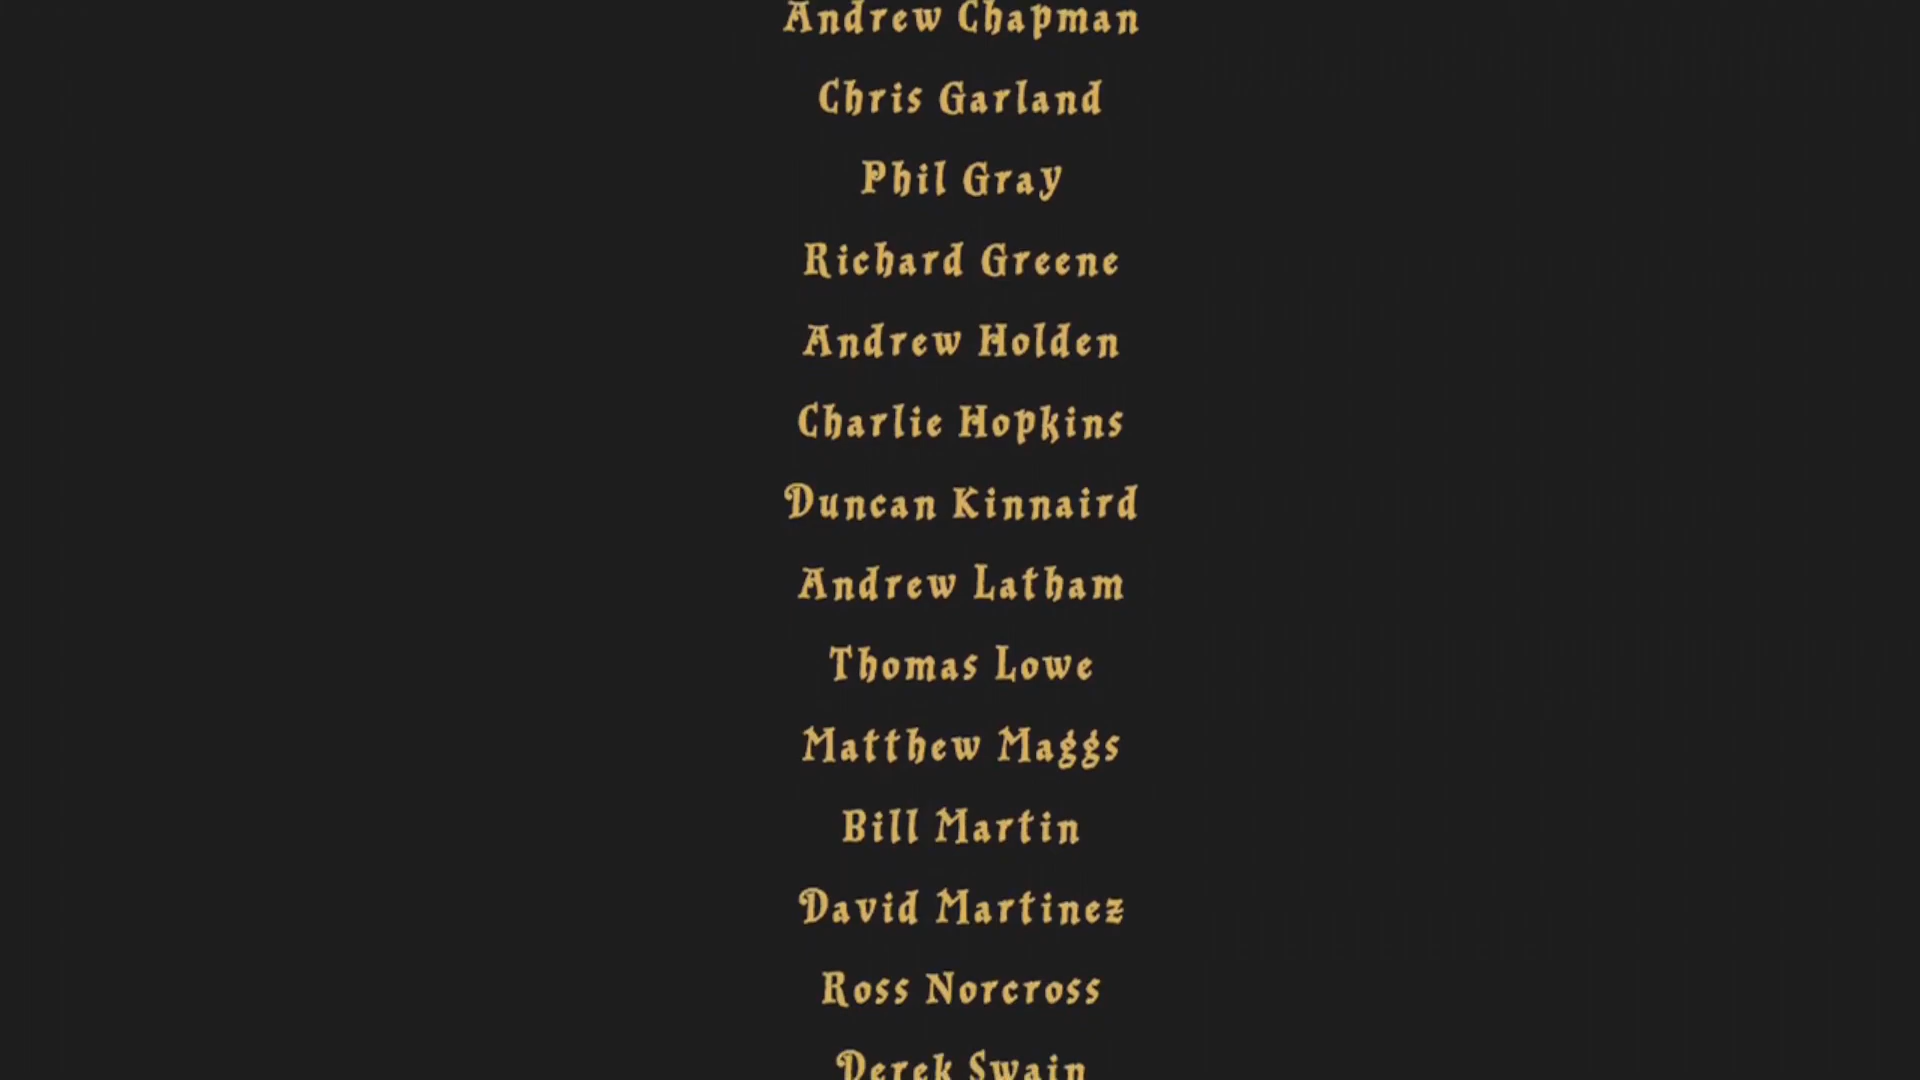 Andrew Chapman
Chris Garland
Phil Gray
Richard Greene
Andrew Holden
Charlie Hopkins
Duncan Kinnaird
Andrew Latham
Thomas Lowe
Matthew Maggs
Bill Martin
David Martinez
Ross Norcross
Derek Swain